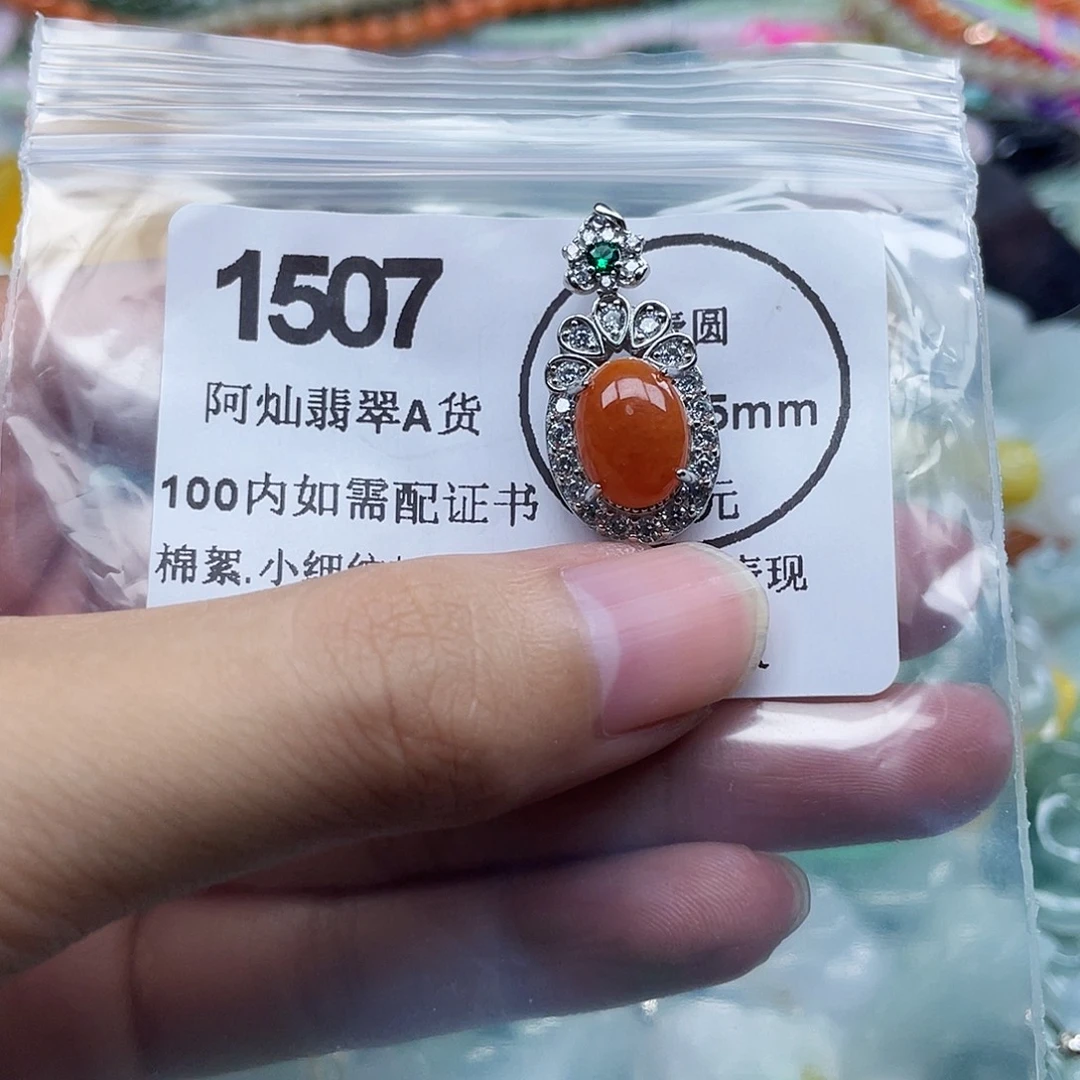 1507
圆
阿灿翡翠A货
5mm
100内如需配证书
元
棉絮.小细纹
表现